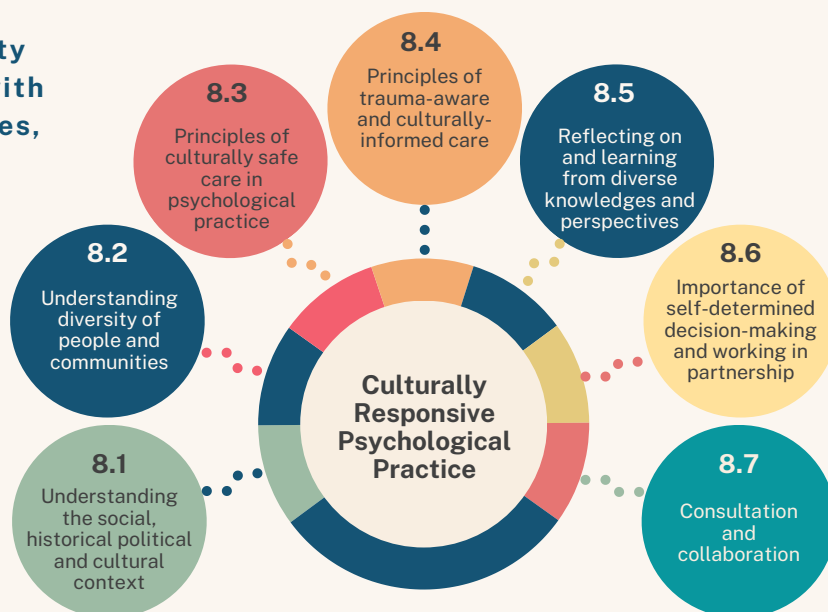 ty
ith
es,
8.4
Principles of
trauma-aware
and culturally-
informed care
8.3
Principles of
culturally safe
care in
psychological
practice
8.5
Reflecting on
and learning
from diverse
knowledges and
perspectives
8.2
Understanding
diversity of
people and
communities
8.6
Importance of
self-determined
decision-making
and working in
partnership
Culturally
Responsive
Psychological
Practice
8.1
Understanding
the social,
historical political
and cultural
context
8.7
Consultation
and
collaboration